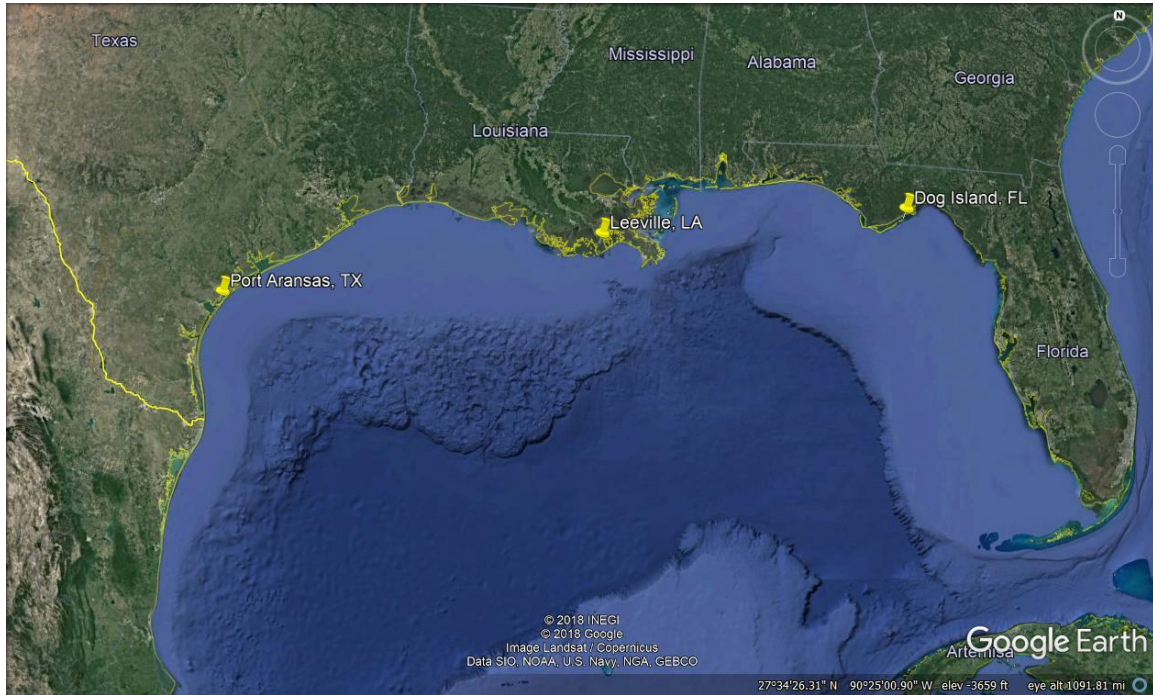 Texas
Mississippi
Alabama
Georgia
Louisiana
Dog Island, FL
Leeville, LA
Port Aransas, TX
Florida
© 2018 INEGI
© 2018 Google
Image Landsat / Copernicus
Data SIO, NOAA, U.S. Navy, NGA, GEBCO
Artemisa
Google Earth
27°34'26.31" N 90°25'00.90" W elev -3659 ft eye alt 1091.81 mi
N